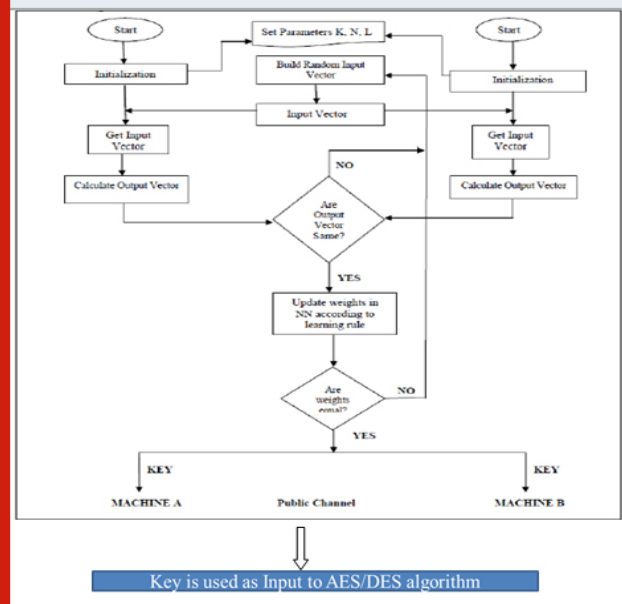 Start
Set Parameters K, N, L
Start
Initialization
Build Random Input
Vector
Initialization
Input Vector
Get Input
Vector
Get Input
Vector
NO
Calculate Output Vector
Calculate Output Vector
Are
Output
Vector
Same?
YES
Update weights in
NN according to
learning rule
Are
weights
equal?
NO
YES
KEY
KEY
MACHINE A
Public Channel
MACHINE B
Key is used as Input to AES/DES algorithm